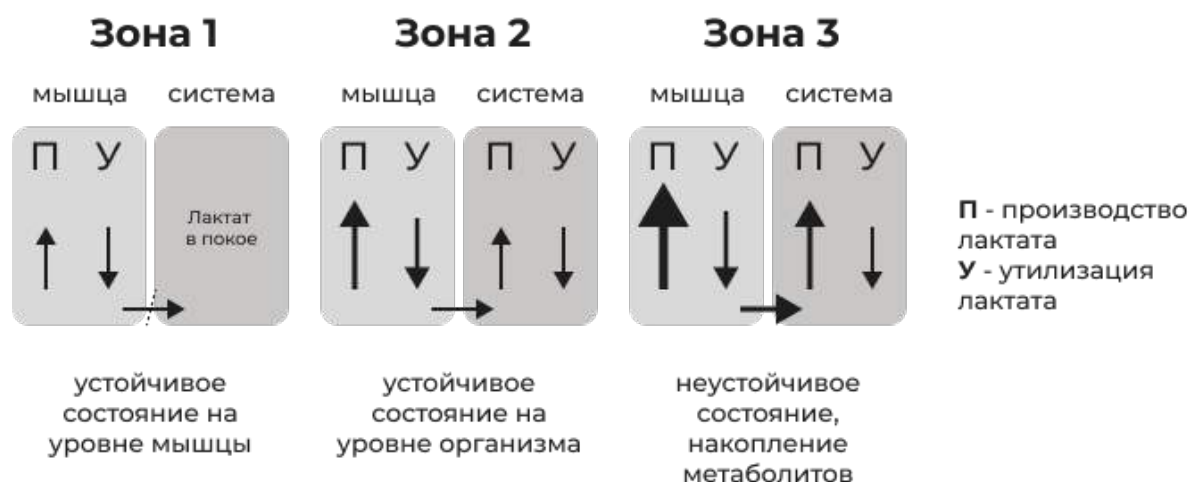 Зона 1 Зона 2 Зона 3
мышца система мышца система мышца система
П У П У П У П У П У
Лактат
в покое
П - производство
лактата
У - утилизация
лактата
устойчивое
состояние на
уровне мышцы
устойчивое
состояние на
уровне организма
неустойчивое
состояние,
накопление
метаболитов